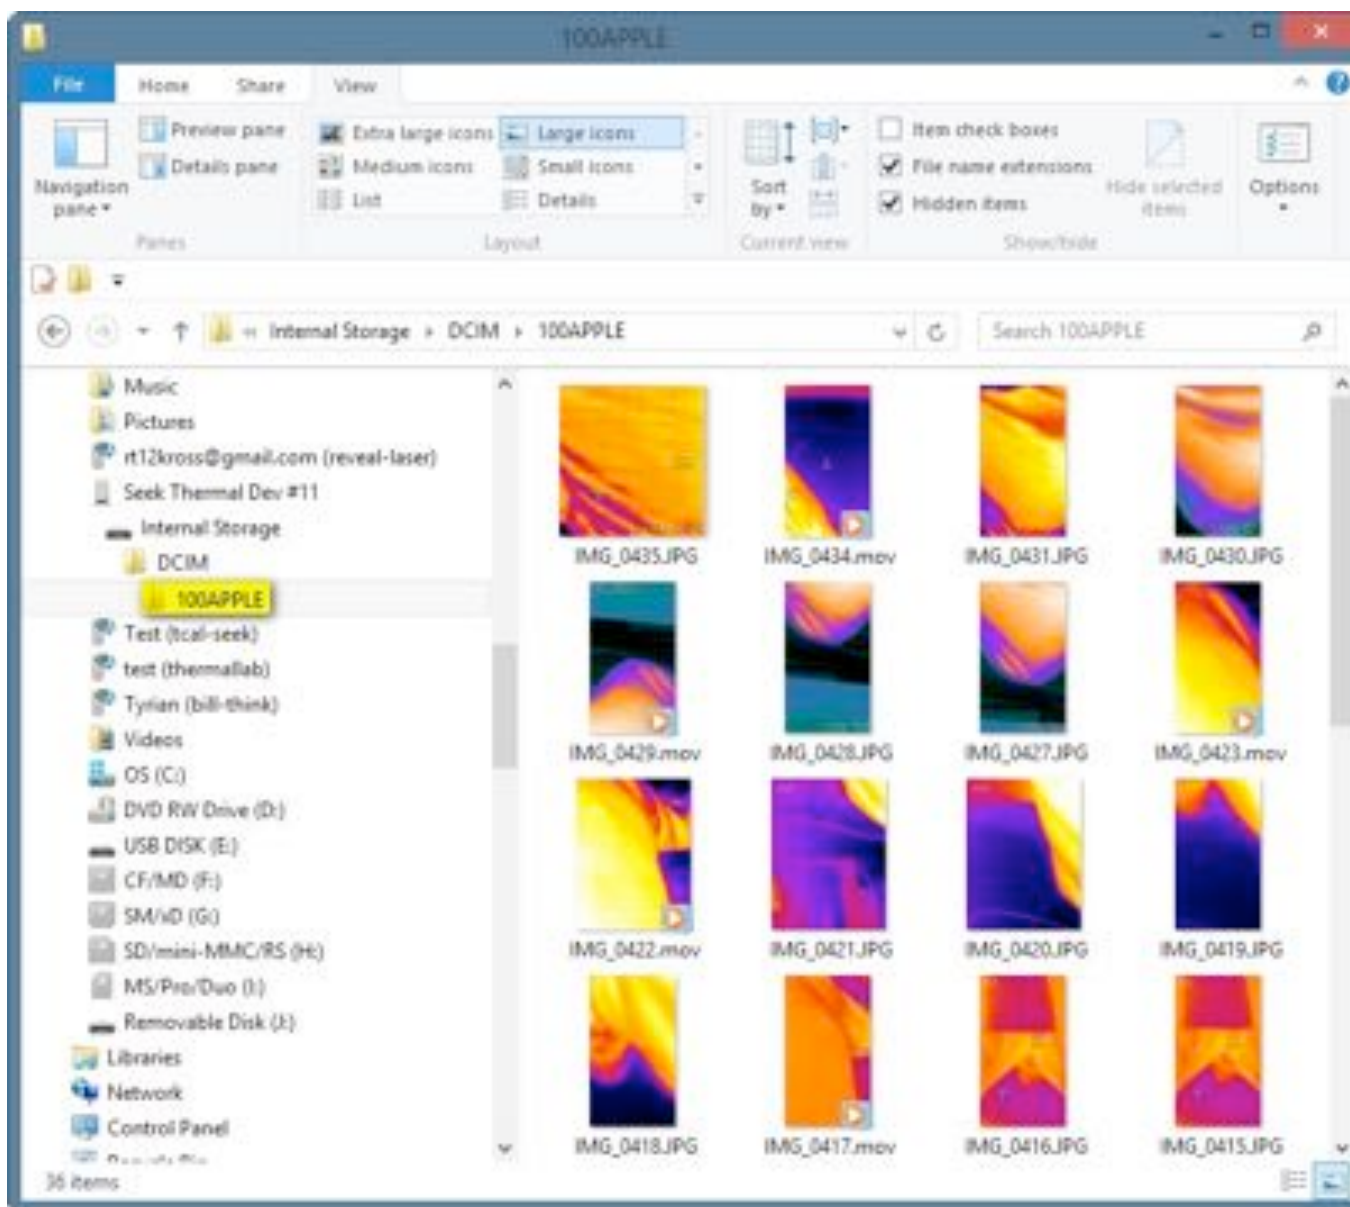 100APPLE
File Home Share View
Navigation pane
Preview pane
Details pane
Panes
Extra large icons Large icons
Medium icons Small icons
List Details
Layout
Sort by
Current view
Item check boxes
File name extensions
Hidden items
Hide selected items
Show/hide
Options
Internal Storage DCIM 100APPLE
Search 100APPLE
Music
Pictures
rt12kross@gmail.com (reveal-laser)
Seek Thermal Dev #11
Internal Storage
DCIM
100APPLE
Test (tcal-seek)
test (thermallab)
Tyrian (bill-think)
Videos
OS (C:)
DVD RW Drive (D:)
USB DISK (E:)
CF/MD (F:)
SM/xD (G:)
SD/mini-MMC/RS (H:)
MS/Pro/Duo (I:)
Removable Disk (J:)
Libraries
Network
Control Panel
IMG_0435.JPG IMG_0434.mov IMG_0431.JPG IMG_0430.JPG
IMG_0429.mov IMG_0428.JPG IMG_0427.JPG IMG_0423.mov
IMG_0422.mov IMG_0421.JPG IMG_0420.JPG IMG_0419.JPG
IMG_0418.JPG IMG_0417.mov IMG_0416.JPG IMG_0415.JPG
36 items